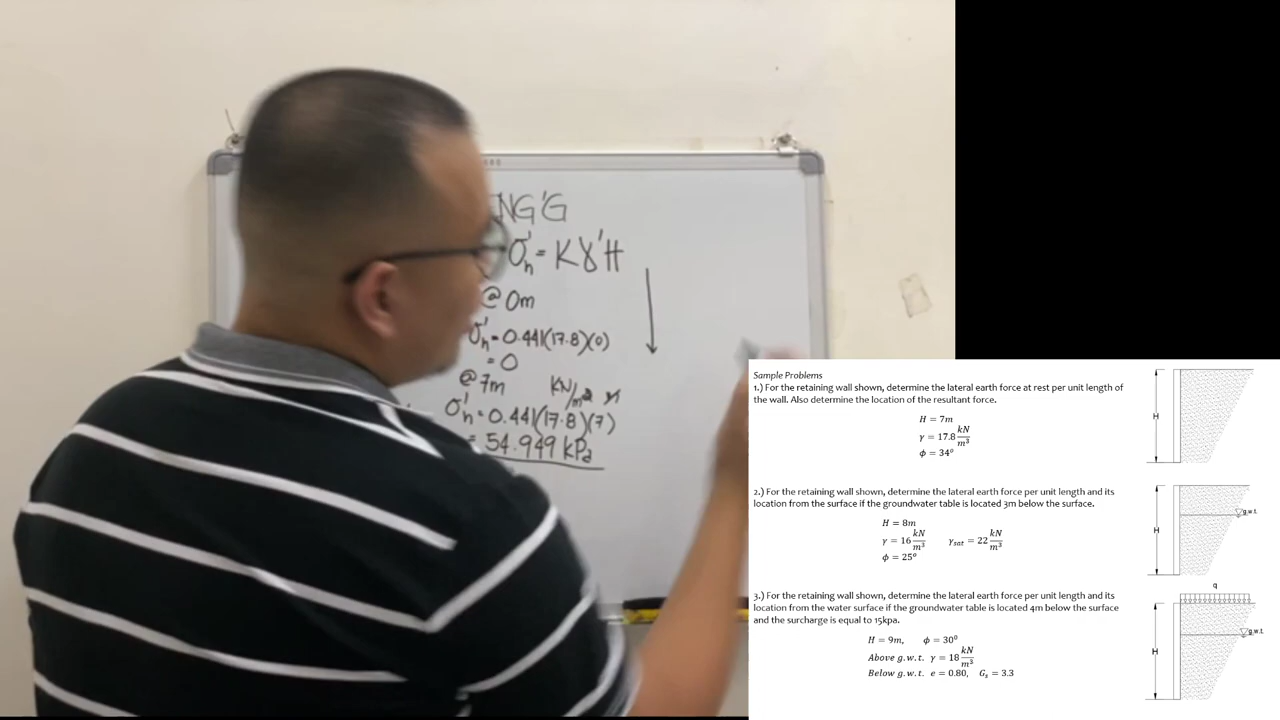 NG'G
σ'h = Kγ'H
@ 0m
σ'h = 0.441(17.8)(0)
= 0
@ 7m
KN/m² 
σ'h = 0.441(17.8)(7)
= 54.949 kPa
Sample Problems
1.) For the retaining wall shown, determine the lateral earth force at rest per unit length of
the wall. Also determine the location of the resultant force.
H = 7m
γ = 17.8 kN/m³
ϕ = 34°
H
2.) For the retaining wall shown, determine the lateral earth force per unit length and its
location from the surface if the groundwater table is located 3m below the surface.
H = 8m
γ = 16 kN/m³ γsat = 22 kN/m³
ϕ = 25°
H
g.w.t.
3.) For the retaining wall shown, determine the lateral earth force per unit length and its
location from the water surface if the groundwater table is located 4m below the surface
and the surcharge is equal to 15kpa.
H = 9m, ϕ = 30°
Above g.w.t. γ = 18 kN/m³
Below g.w.t. e = 0.80, Gs = 3.3
q
H
g.w.t.